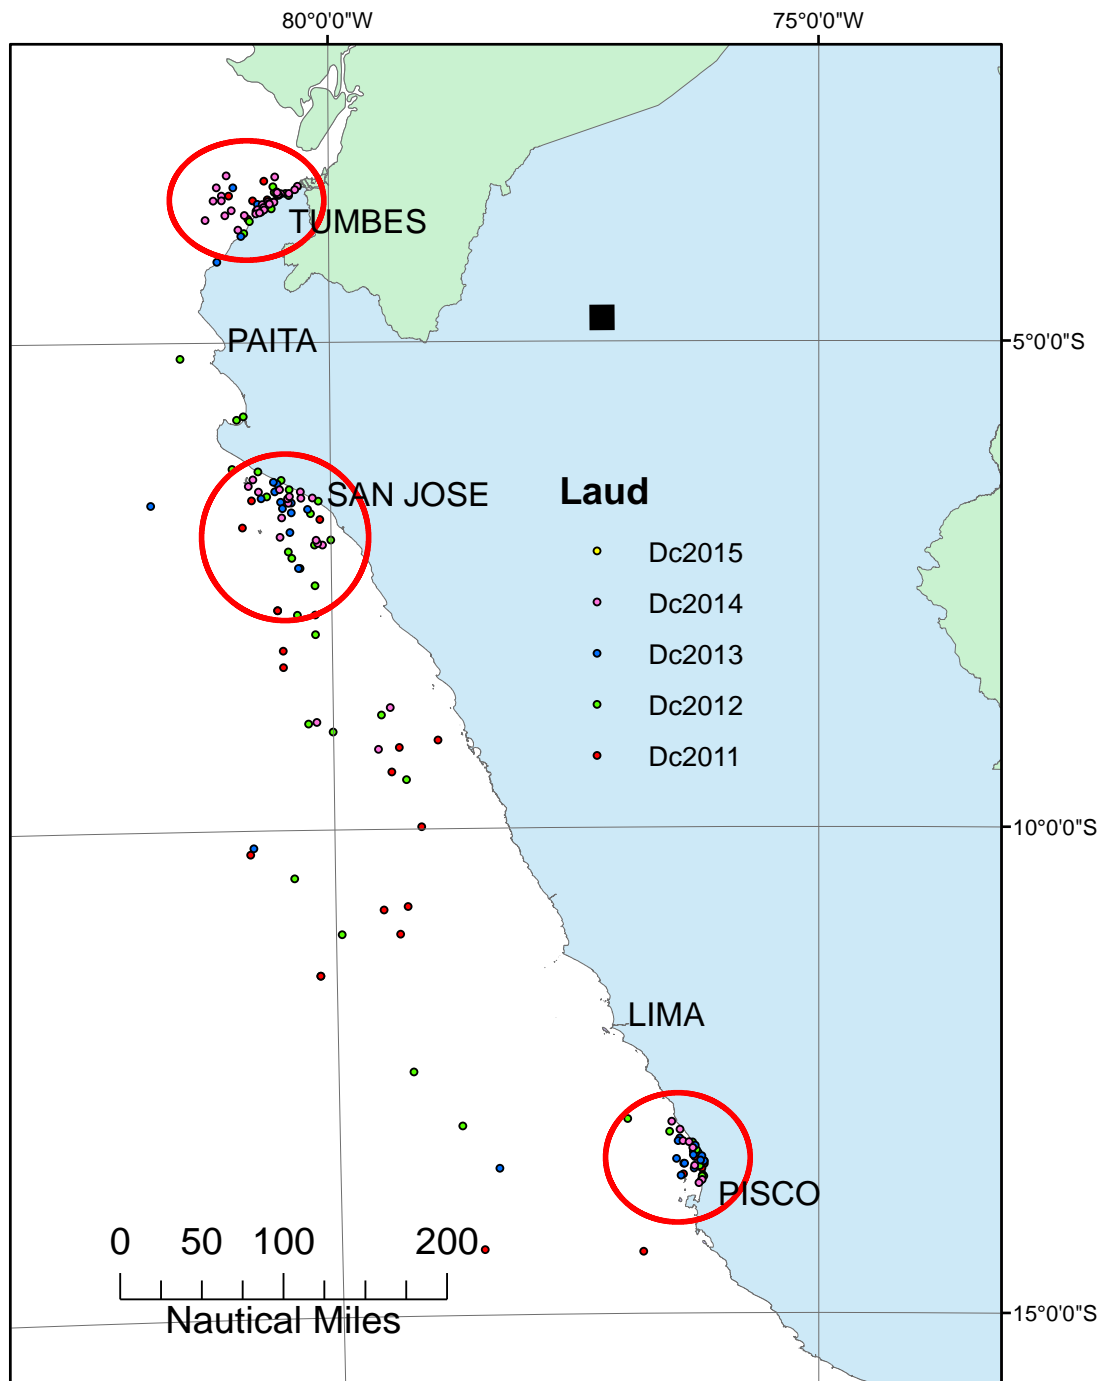 80°0'0"W
75°0'0"W
TUMBES
PAITA
5°0'0"S
SAN JOSE
Laud
Dc2015
Dc2014
Dc2013
Dc2012
Dc2011
10°0'0"S
LIMA
PISCO
0 50 100 200
Nautical Miles
15°0'0"S